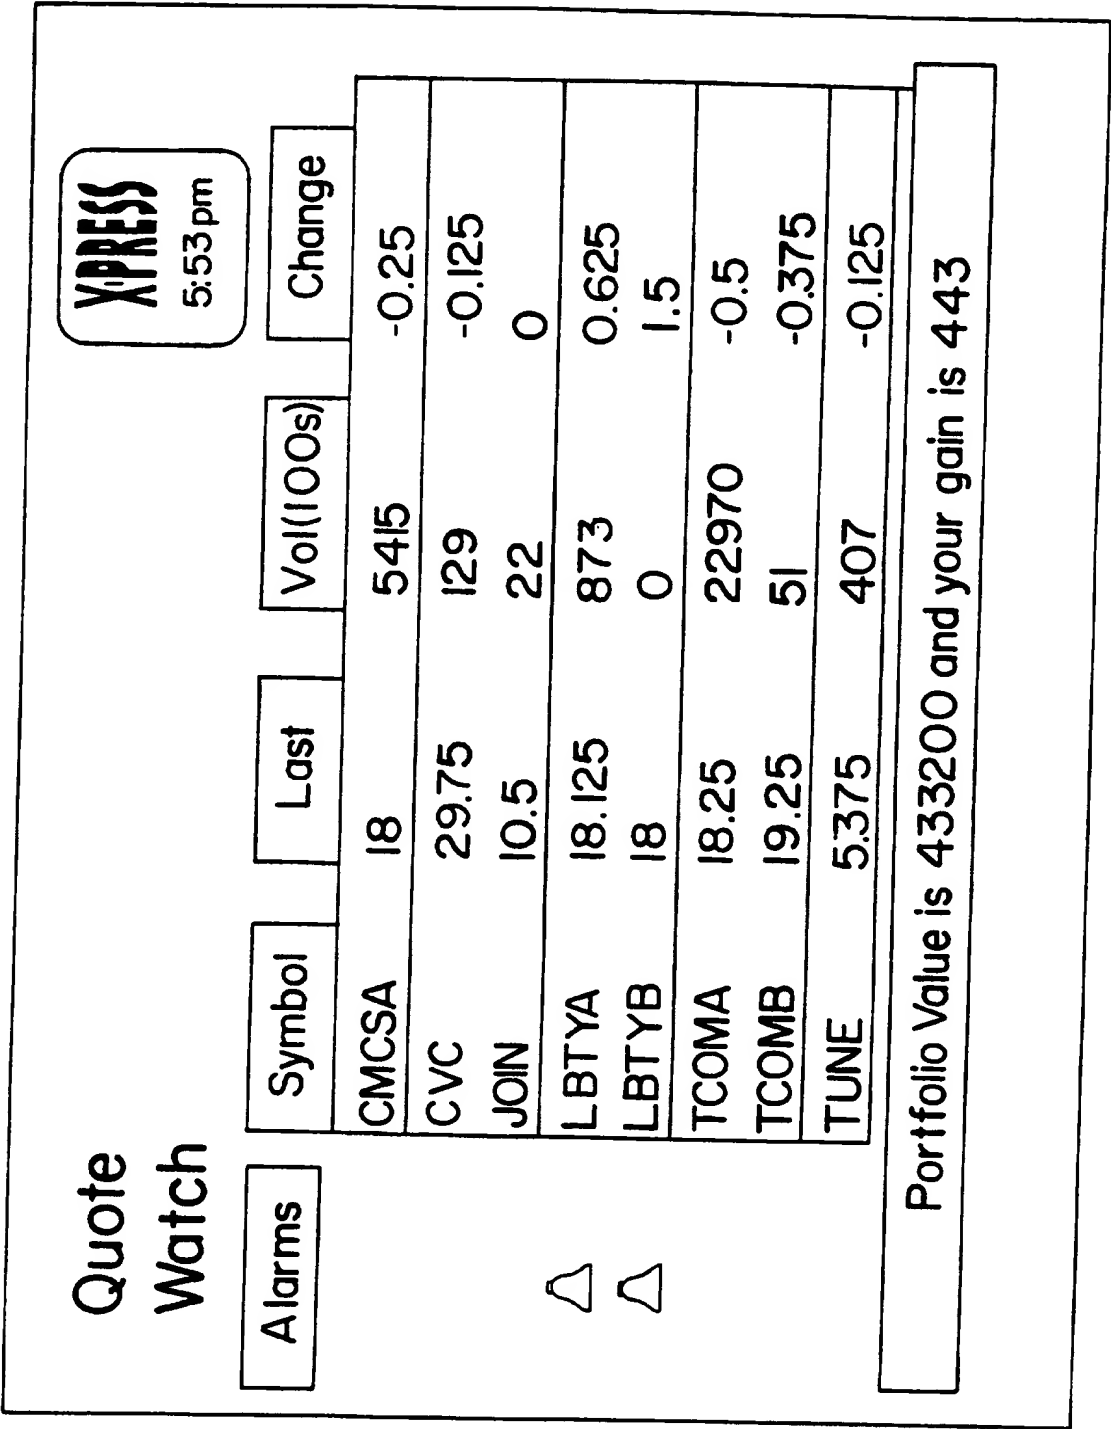 Quote
Watch
X·PRESS
5:53pm
Alarms Symbol Last Vol(100s) Change
CMCSA 18 5415 -0.25
CVC 29.75 129 -0.125
JOIN 10.5 22 0
LBTYA 18.125 873 0.625
LBTYB 18 0 1.5
TCOMA 18.25 22970 -0.5
TCOMB 19.25 51 -0.375
TUNE 5.375 407 -0.125
Portfolio Value is 433200 and your gain is 443